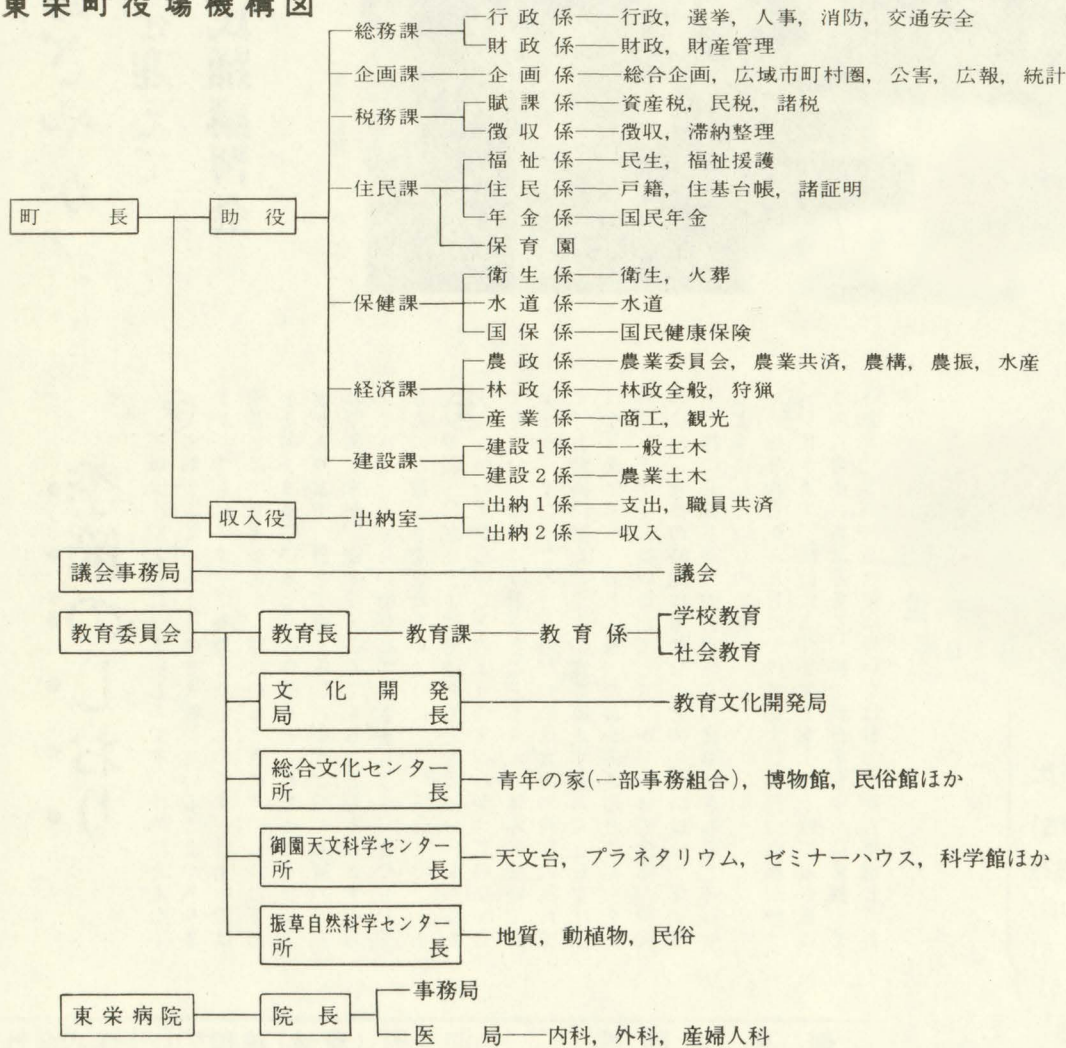 東栄町役場機構図
総務課 行政係 行政，選挙，人事，消防，交通安全
財政係 財政，財産管理
企画課 企画係 総合企画，広域市町村圏，公害，広報，統計
税務課 賦課係 資産税，民税，諸税
徴収係 徴収，滞納整理
住民課 福祉係 民生，福祉援護
町長 助役 住民係 戸籍，住基台帳，諸証明
年金係 国民年金
保育園
保健課 衛生係 衛生，火葬
水道係 水道
国保係 国民健康保険
経済課 農政係 農業委員会，農業共済，農構，農振，水産
林政係 林政全般，狩猟
産業係 商工，観光
建設課 建設1係 一般土木
建設2係 農業土木
収入役 出納室 出納1係 支出，職員共済
出納2係 収入
議会事務局 議会
教育委員会 教育長 教育課 教育係 学校教育
社会教育
文化開発
局長 教育文化開発局
総合文化センター
所長 青年の家(一部事務組合)，博物館，民俗館ほか
御園天文科学センター
所長 天文台，プラネタリウム，ゼミナーハウス，科学館ほか
振草自然科学センター
所長 地質，動植物，民俗
東栄病院 院長 事務局
医局 内科，外科，産婦人科